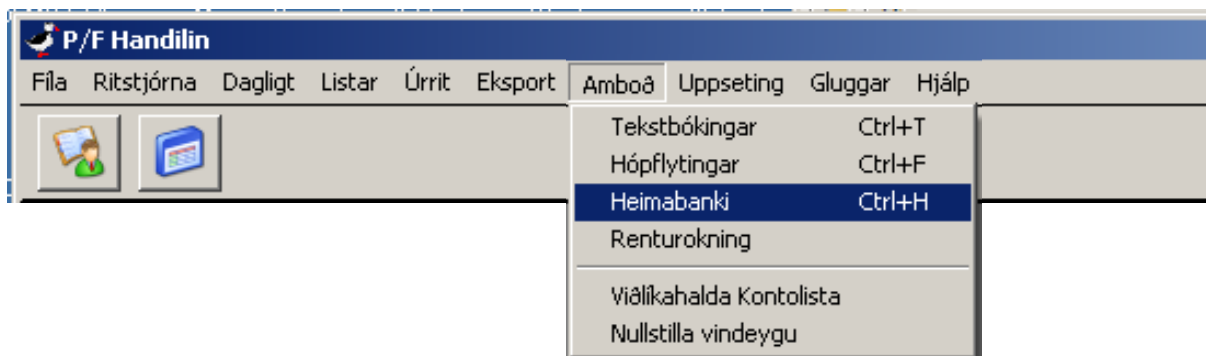 P/F Handilin
Fíla Ritstjórna Dagligt Listar Úrrit Eksport Amboð Uppseting Gluggar Hjálp
Tekstbókingar Ctrl+T
Hópflytingar Ctrl+F
Heimabanki Ctrl+H
Renturokning
Viðlíkahalda Kontolista
Nullstilla vindeygu